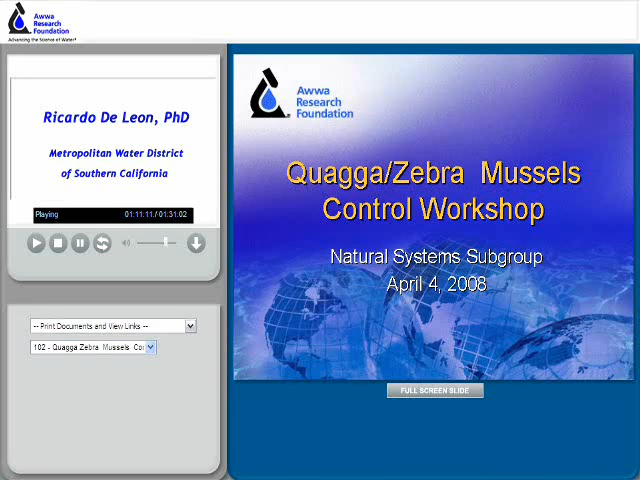 Awwa
Research
Foundation
Advancing the Science of Water®
Ricardo De Leon, PhD
Metropolitan Water District
of Southern California
Playing 01:11:11 / 01:31:02
-- Print Documents and View Links --
102 - Quagga Zebra Mussels Cor
Awwa
Research
Foundation
Quagga/Zebra Mussels
Control Workshop
Natural Systems Subgroup
April 4, 2008
FULL SCREEN SLIDE